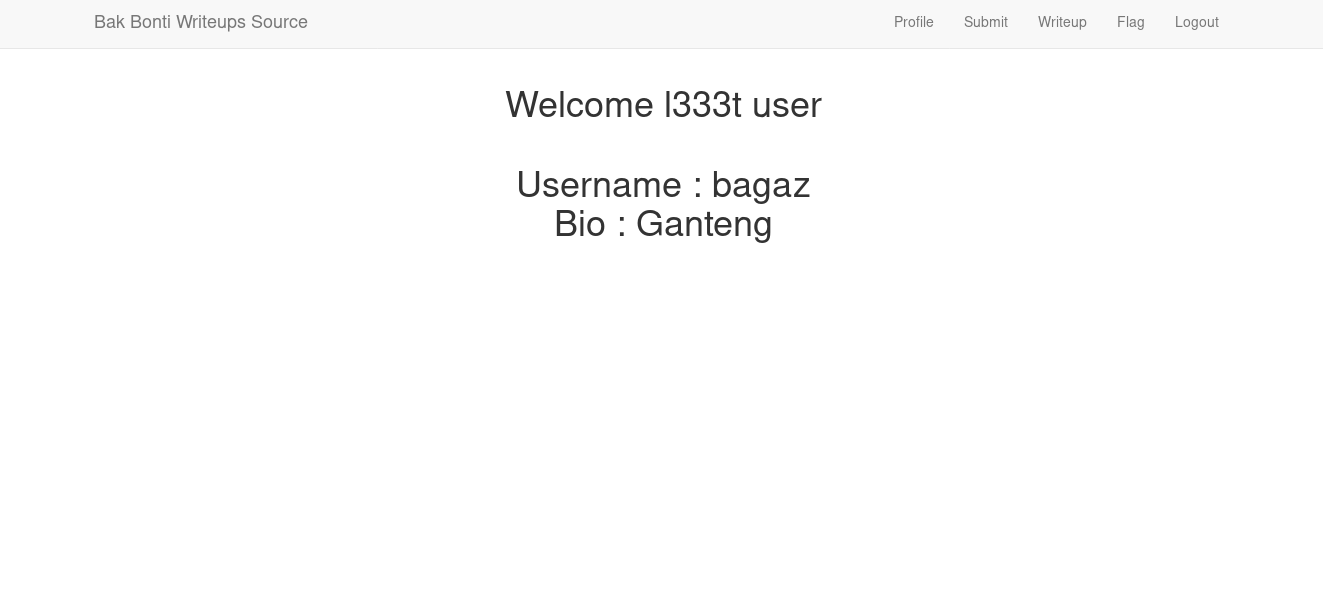 Bak Bonti Writeups Source Profile Submit Writeup Flag Logout
Welcome l333t user
Username : bagaz
Bio : Ganteng